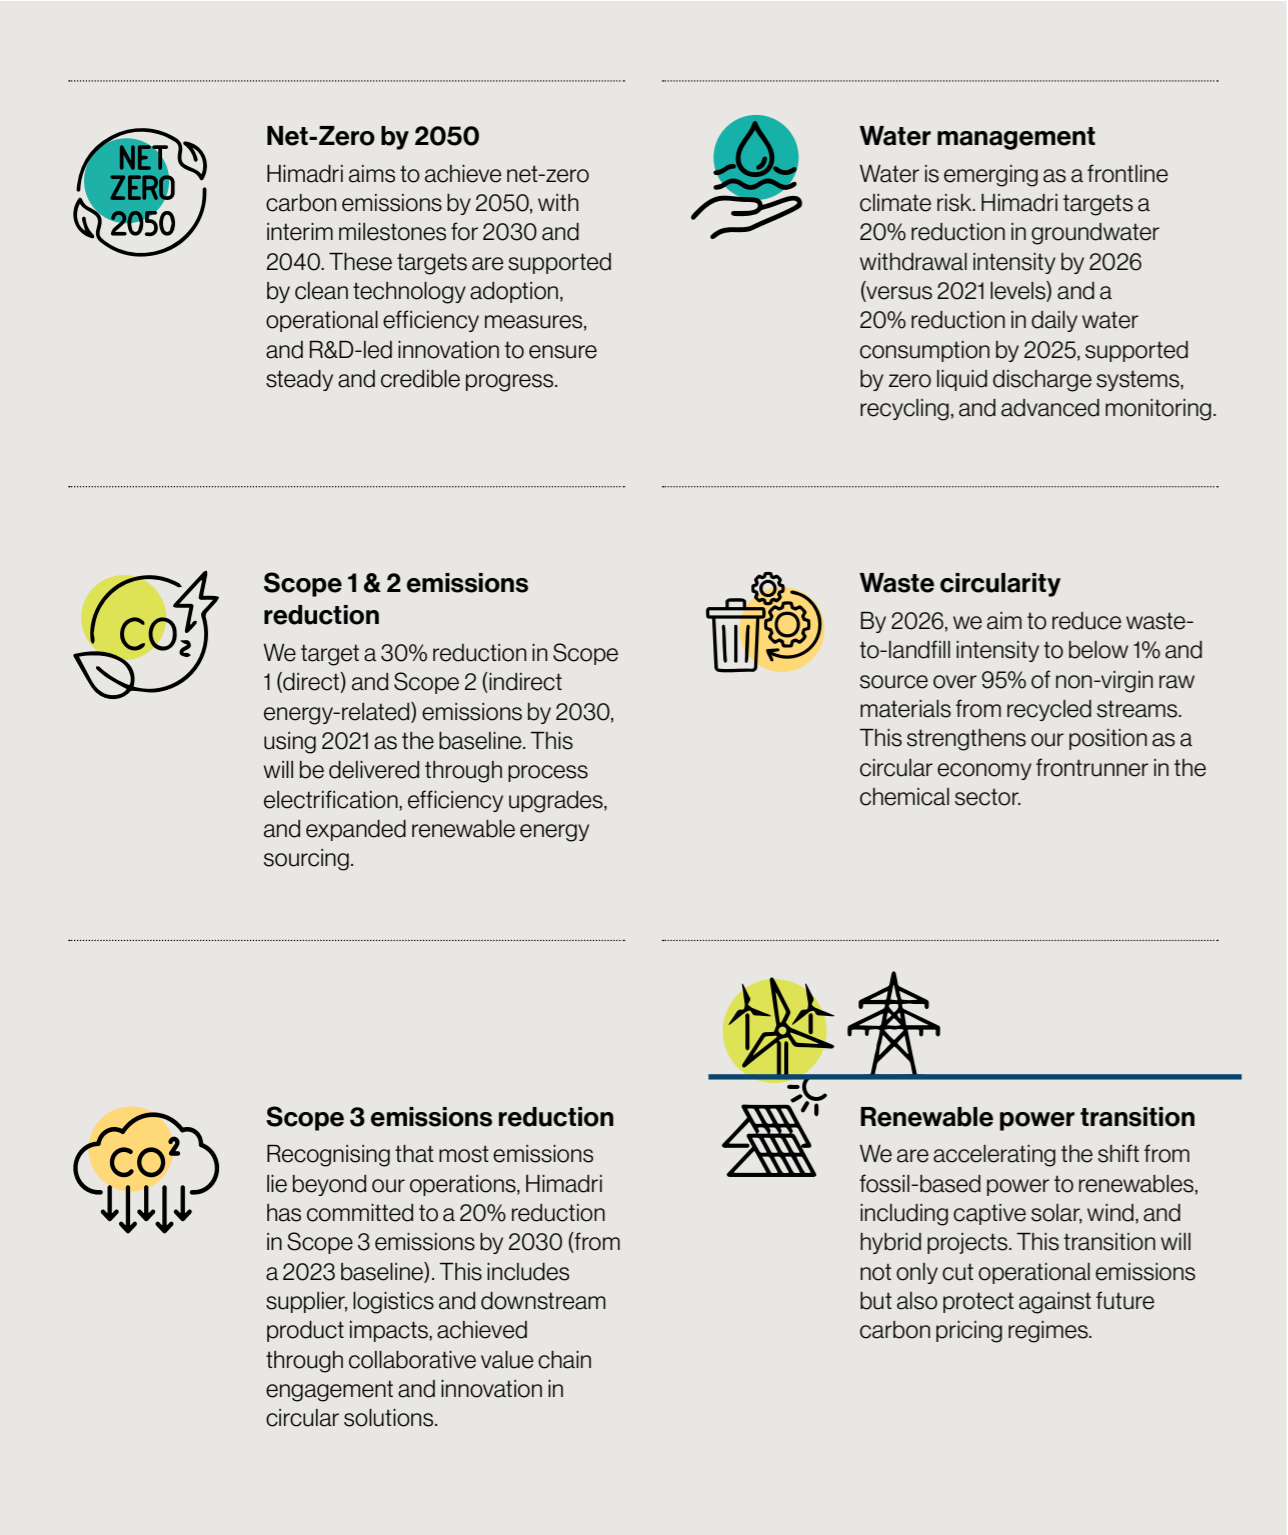 NET
ZERO
2050
Net-Zero by 2050
Himadri aims to achieve net-zero
carbon emissions by 2050, with
interim milestones for 2030 and
2040. These targets are supported
by clean technology adoption,
operational efficiency measures,
and R&D-led innovation to ensure
steady and credible progress.
Water management
Water is emerging as a frontline
climate risk. Himadri targets a
20% reduction in groundwater
withdrawal intensity by 2026
(versus 2021 levels) and a
20% reduction in daily water
consumption by 2025, supported
by zero liquid discharge systems,
recycling, and advanced monitoring.
CO2
Scope 1 & 2 emissions
reduction
We target a 30% reduction in Scope
1 (direct) and Scope 2 (indirect
energy-related) emissions by 2030,
using 2021 as the baseline. This
will be delivered through process
electrification, efficiency upgrades,
and expanded renewable energy
sourcing.
Waste circularity
By 2026, we aim to reduce waste-
to-landfill intensity to below 1% and
source over 95% of non-virgin raw
materials from recycled streams.
This strengthens our position as a
circular economy frontrunner in the
chemical sector.
CO2
Scope 3 emissions reduction
Recognising that most emissions
lie beyond our operations, Himadri
has committed to a 20% reduction
in Scope 3 emissions by 2030 (from
a 2023 baseline). This includes
supplier, logistics and downstream
product impacts, achieved
through collaborative value chain
engagement and innovation in
circular solutions.
Renewable power transition
We are accelerating the shift from
fossil-based power to renewables,
including captive solar, wind, and
hybrid projects. This transition will
not only cut operational emissions
but also protect against future
carbon pricing regimes.